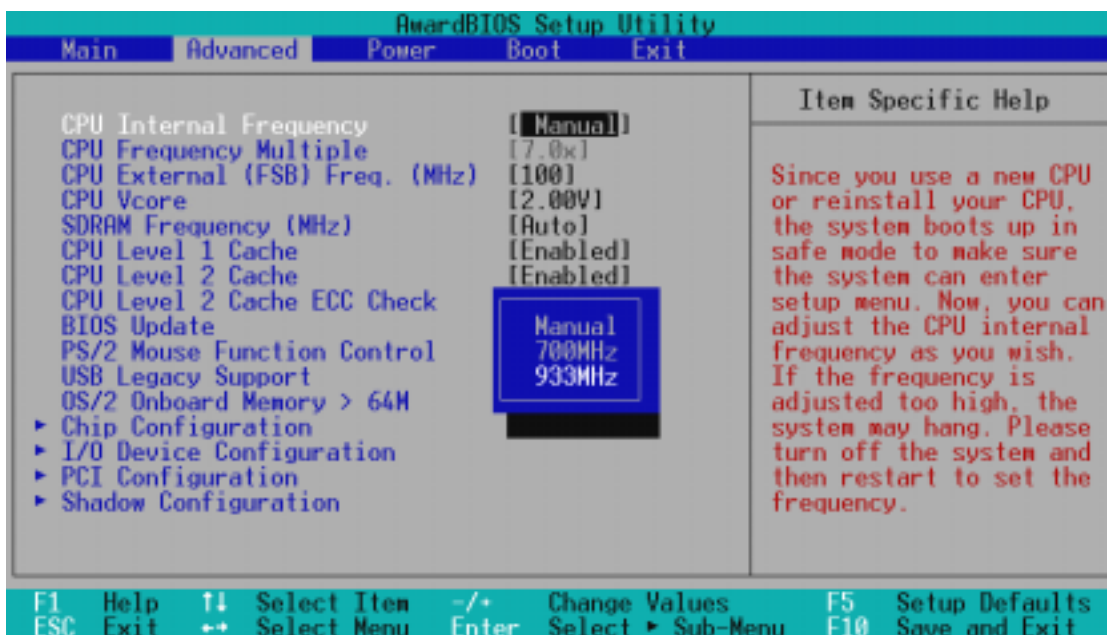 AwardBIOS Setup Utility
Main Advanced Power Boot Exit
CPU Internal Frequency [ Manual]
CPU Frequency Multiple [7.0x]
CPU External (FSB) Freq. (MHz) [100]
CPU Vcore [2.00V]
SDRAM Frequency (MHz) [Auto]
CPU Level 1 Cache [Enabled]
CPU Level 2 Cache [Enabled]
CPU Level 2 Cache ECC Check
BIOS Update
PS/2 Mouse Function Control
USB Legacy Support
OS/2 Onboard Memory > 64M
► Chip Configuration
► I/O Device Configuration
► PCI Configuration
► Shadow Configuration
Manual
700MHz
933MHz
Item Specific Help
Since you use a new CPU
or reinstall your CPU,
the system boots up in
safe mode to make sure
the system can enter
setup menu. Now, you can
adjust the CPU internal
frequency as you wish.
If the frequency is
adjusted too high, the
system may hang. Please
turn off the system and
then restart to set the
frequency.
F1 Help ↑↓ Select Item -/+ Change Values F5 Setup Defaults
ESC Exit ←→ Select Menu Enter Select ► Sub-Menu F10 Save and Exit